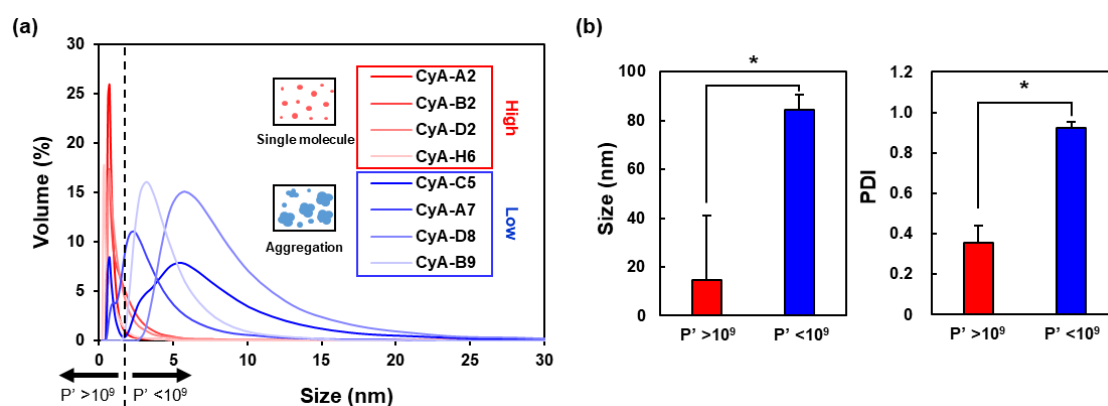 (a)
30
25
20
15
10
5
0
Volume (%)
0 5 10 15 20 25 30
Size (nm)
P' >10⁹
P' <10⁹
Single molecule
Aggregation
CyA-A2
CyA-B2
CyA-D2
CyA-H6
High
CyA-C5
CyA-A7
CyA-D8
CyA-B9
Low
(b)
100
80
60
40
20
0
Size (nm)
*
P' >10⁹ P' <10⁹
1.2
1.0
0.8
0.6
0.4
0.2
0.0
PDI
*
P' >10⁹ P' <10⁹